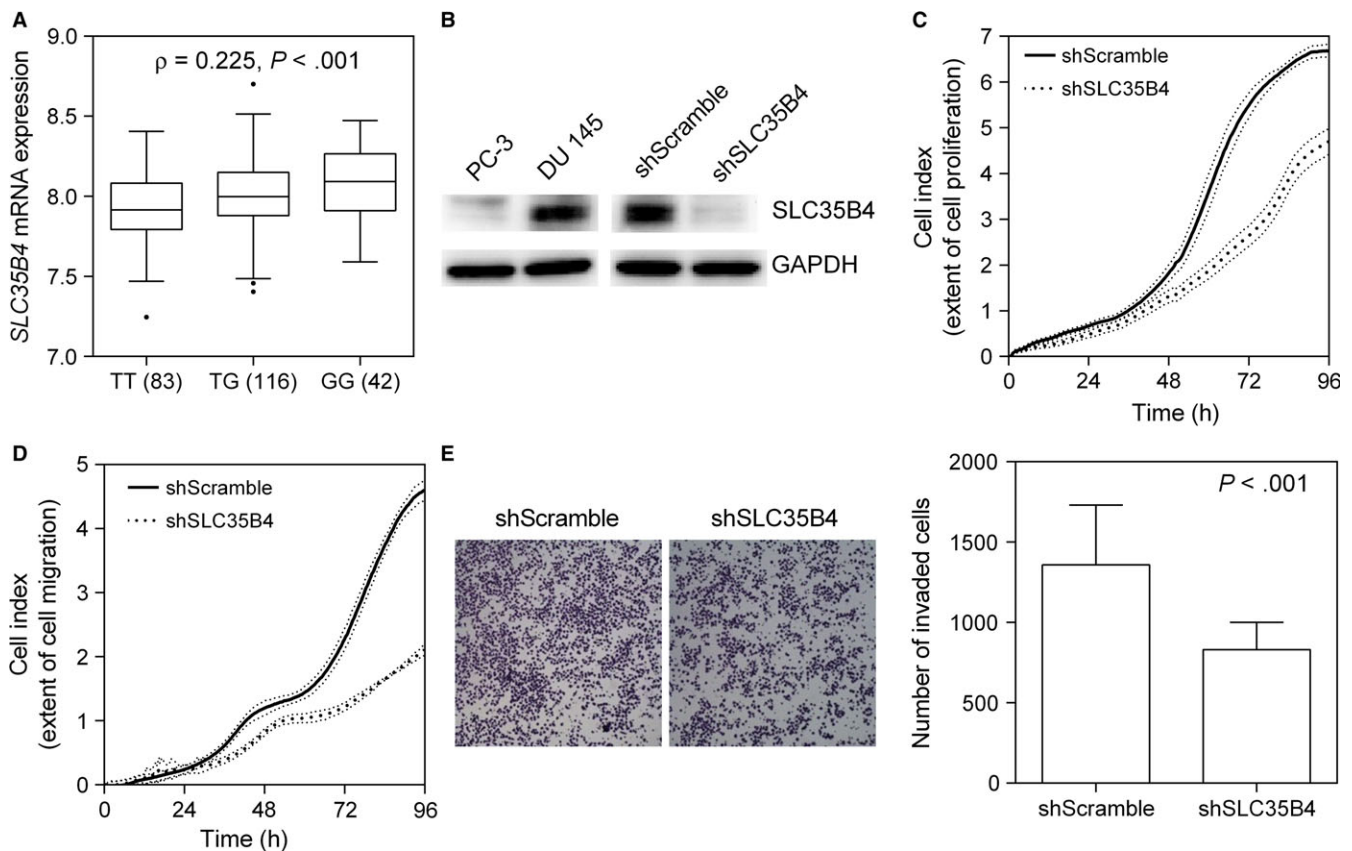 A
SLC35B4 mRNA expression
9.0
8.5
8.0
7.5
7.0
ρ = 0.225, P < .001
TT (83) TG (116) GG (42)
B
PC-3 DU 145 shScramble shSLC35B4
SLC35B4
GAPDH
C
Cell index
(extent of cell proliferation)
7
6
5
4
3
2
1
0
shScramble
shSLC35B4
0 24 48 72 96
Time (h)
D
Cell index
(extent of cell migration)
5
4
3
2
1
0
shScramble
shSLC35B4
0 24 48 72 96
Time (h)
E
shScramble shSLC35B4
Number of invaded cells
2000
1500
1000
500
0
P < .001
shScramble shSLC35B4